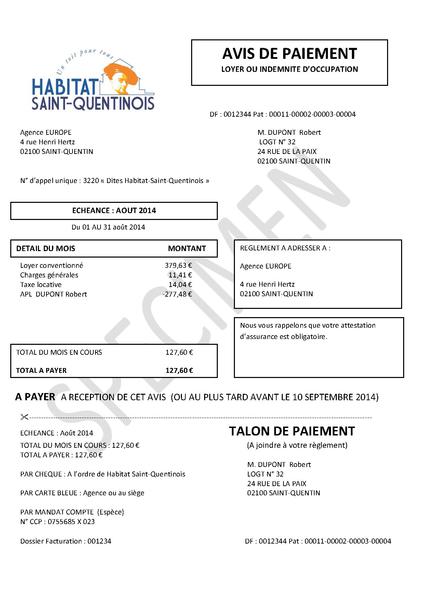 Un toit pour tous
HABITAT
SAINT-QUENTINOIS
AVIS DE PAIEMENT
LOYER OU INDEMNITE D'OCCUPATION
DF : 0012344 Pat : 00011-00002-00003-00004
Agence EUROPE
4 rue Henri Hertz
02100 SAINT-QUENTIN
M. DUPONT Robert
LOGT N° 32
24 RUE DE LA PAIX
02100 SAINT-QUENTIN
N° d'appel unique : 3220 « Dites Habitat-Saint-Quentinois »
ECHEANCE : AOUT 2014
Du 01 AU 31 août 2014
DETAIL DU MOIS MONTANT
Loyer conventionné 379,63 €
Charges générales 11,41 €
Taxe locative 14,04 €
APL DUPONT Robert -277,48 €
REGLEMENT A ADRESSER A :
Agence EUROPE
4 rue Henri Hertz
02100 SAINT-QUENTIN
Nous vous rappelons que votre attestation
d'assurance est obligatoire.
TOTAL DU MOIS EN COURS 127,60 €
TOTAL A PAYER 127,60 €
SPECIMEN
A PAYER A RECEPTION DE CET AVIS (OU AU PLUS TARD AVANT LE 10 SEPTEMBRE 2014)
ECHEANCE : Août 2014
TOTAL DU MOIS EN COURS : 127,60 €
TOTAL A PAYER : 127,60 €
PAR CHEQUE : A l'ordre de Habitat Saint-Quentinois
PAR CARTE BLEUE : Agence ou au siège
PAR MANDAT COMPTE (Espèce)
N° CCP : 0755685 X 023
Dossier Facturation : 001234
TALON DE PAIEMENT
(A joindre à votre règlement)
M. DUPONT Robert
LOGT N° 32
24 RUE DE LA PAIX
02100 SAINT-QUENTIN
DF : 0012344 Pat : 00011-00002-00003-00004